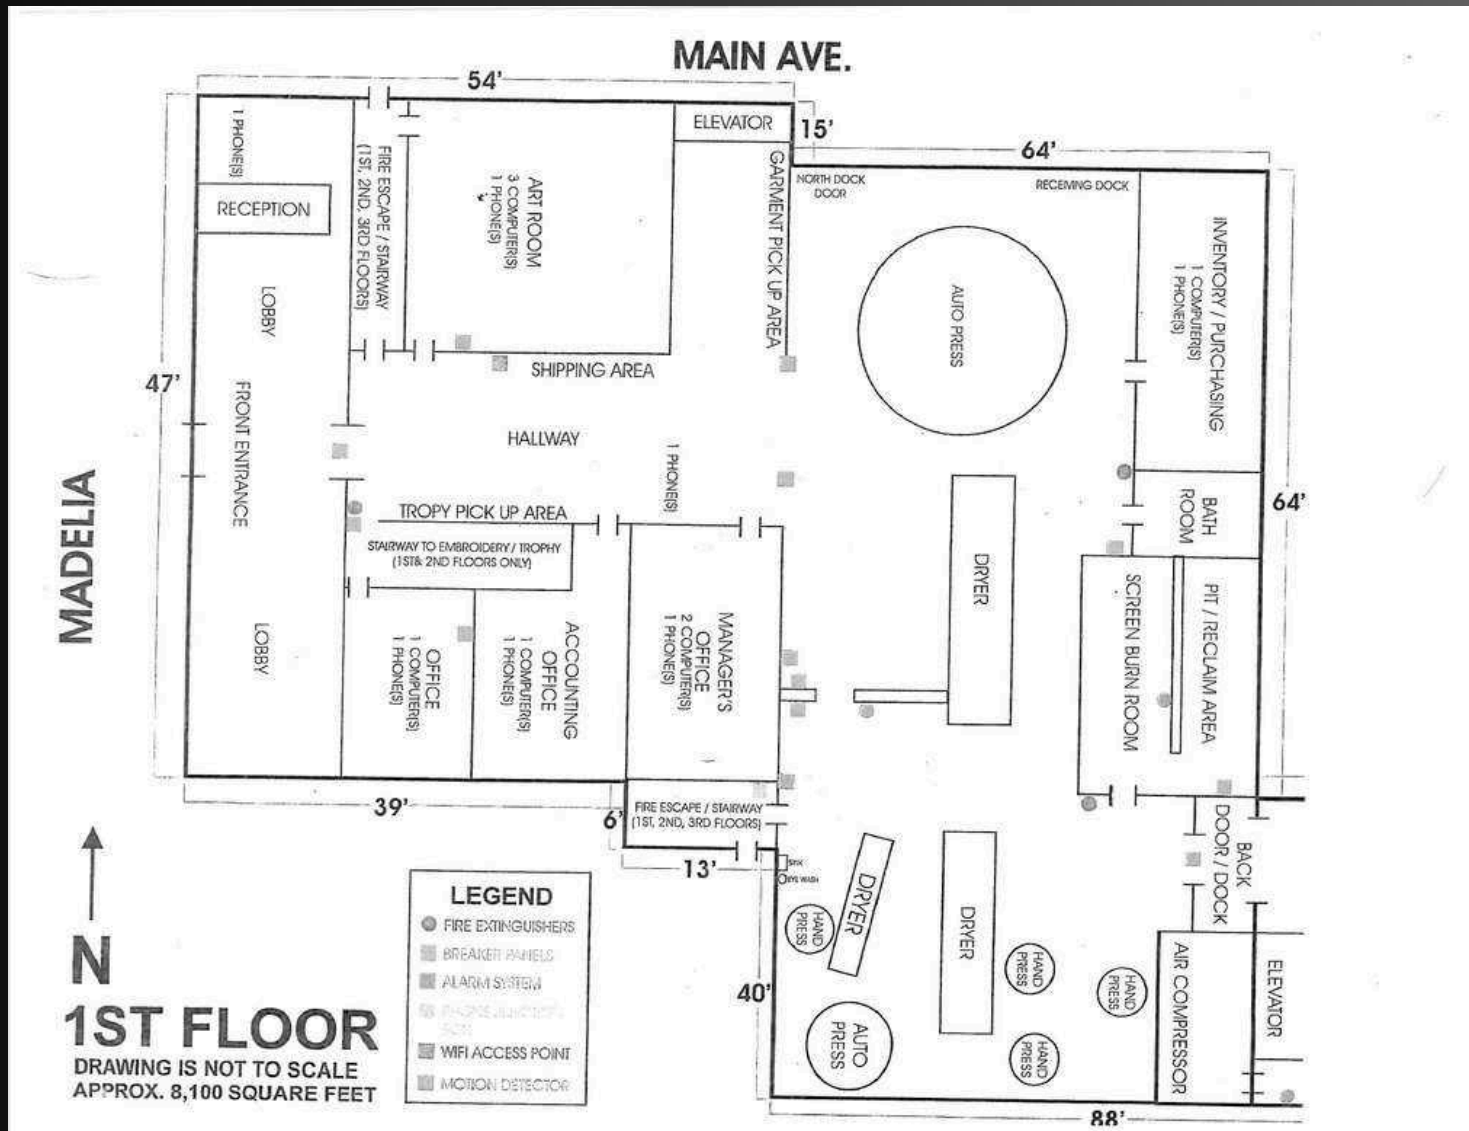 MAIN AVE.
54'
15'
64'
ELEVATOR
1 PHONE(S)
RECEPTION
FIRE ESCAPE / STAIRWAY
(1ST, 2ND, 3RD FLOORS)
ART ROOM
3 COMPUTER(S)
1 PHONE(S)
GARMENT PICK UP AREA
NORTH DOCK
DOOR
RECEIVING DOCK
INVENTORY / PURCHASING
1 COMPUTER(S)
1 PHONE(S)
AUTO PRESS
LOBBY
47'
SHIPPING AREA
FRONT ENTRANCE
HALLWAY
1 PHONE(S)
MADELIA
TROPY PICK UP AREA
STAIRWAY TO EMBROIDERY / TROPHY
(1ST& 2ND FLOORS ONLY)
BATH
ROOM
64'
DRYER
SCREEN BURN ROOM
PIT / RECLAIM AREA
LOBBY
OFFICE
1 COMPUTER(S)
1 PHONE(S)
ACCOUNTING
OFFICE
1 COMPUTER(S)
1 PHONE(S)
MANAGER'S
OFFICE
2 COMPUTER(S)
1 PHONE(S)
39'
6'
FIRE ESCAPE / STAIRWAY
(1ST, 2ND, 3RD FLOORS)
13'
SINK
EYE WASH
BACK
DOOR / DOCK
HAND
PRESS
DRYER
DRYER
HAND
PRESS
HAND
PRESS
HAND
PRESS
AUTO
PRESS
40'
AIR COMPRESSOR
ELEVATOR
88'
LEGEND
FIRE EXTINGUISHERS
BREAKER PANELS
ALARM SYSTEM
WIFI ACCESS POINT
MOTION DETECTOR
N
1ST FLOOR
DRAWING IS NOT TO SCALE
APPROX. 8,100 SQUARE FEET